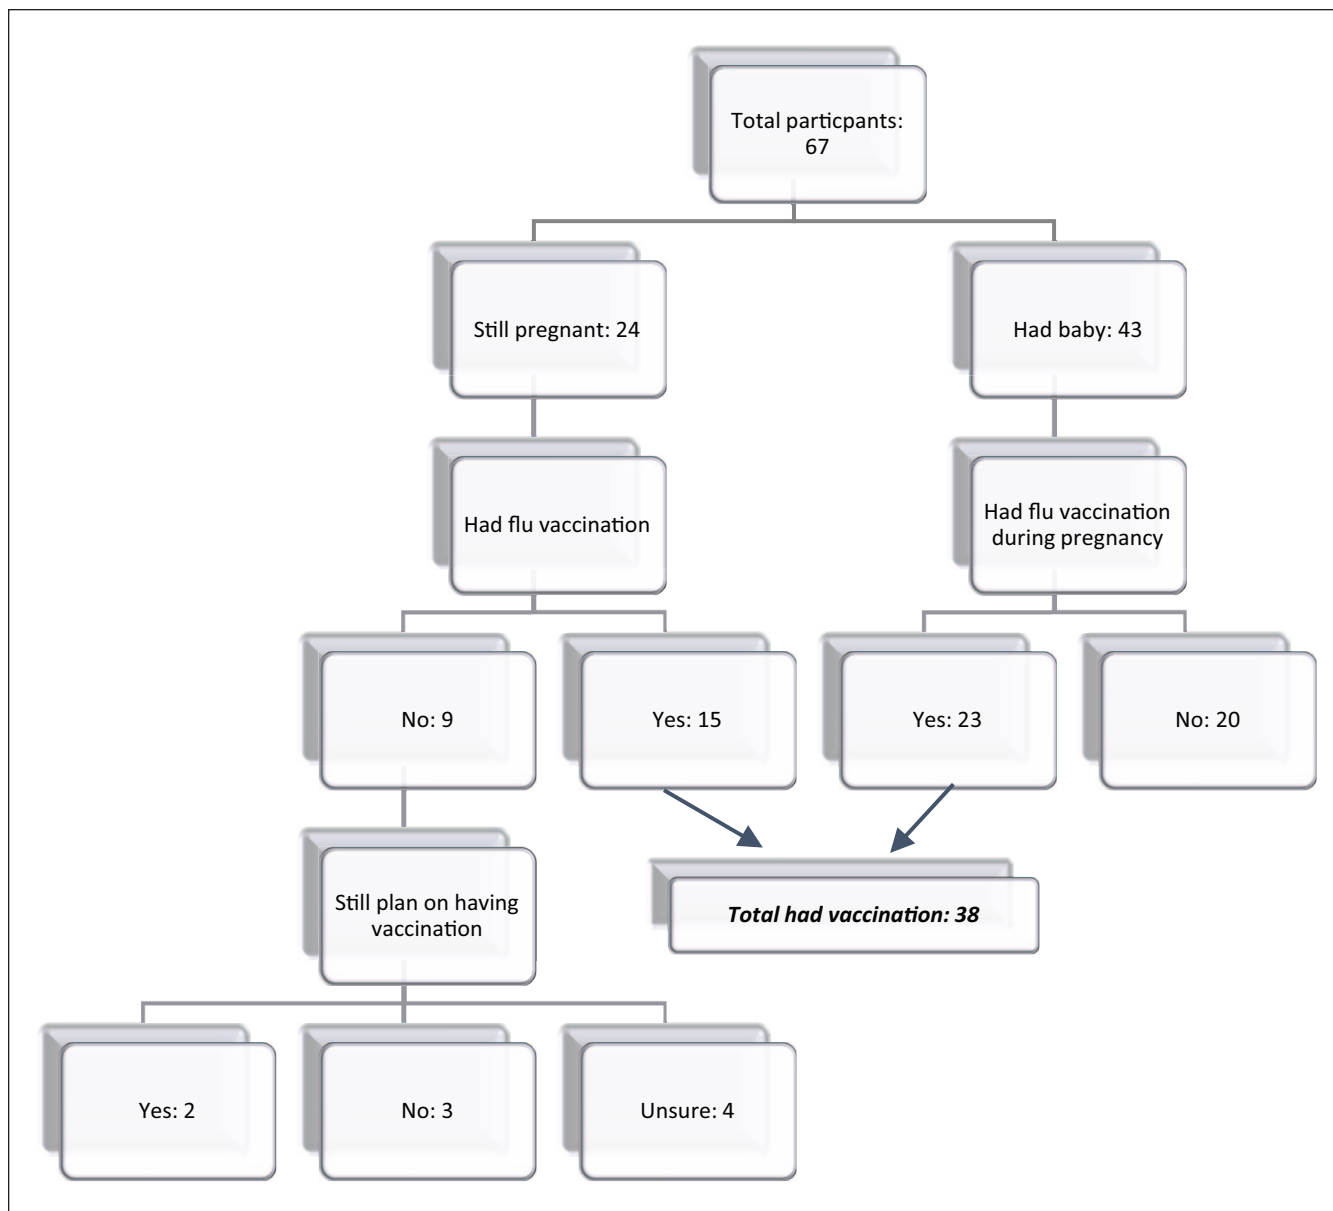 Total particpants:
67
Still pregnant: 24
Had baby: 43
Had flu vaccination
Had flu vaccination
during pregnancy
No: 9
Yes: 15
Yes: 23
No: 20
Still plan on having
vaccination
Total had vaccination: 38
Yes: 2
No: 3
Unsure: 4